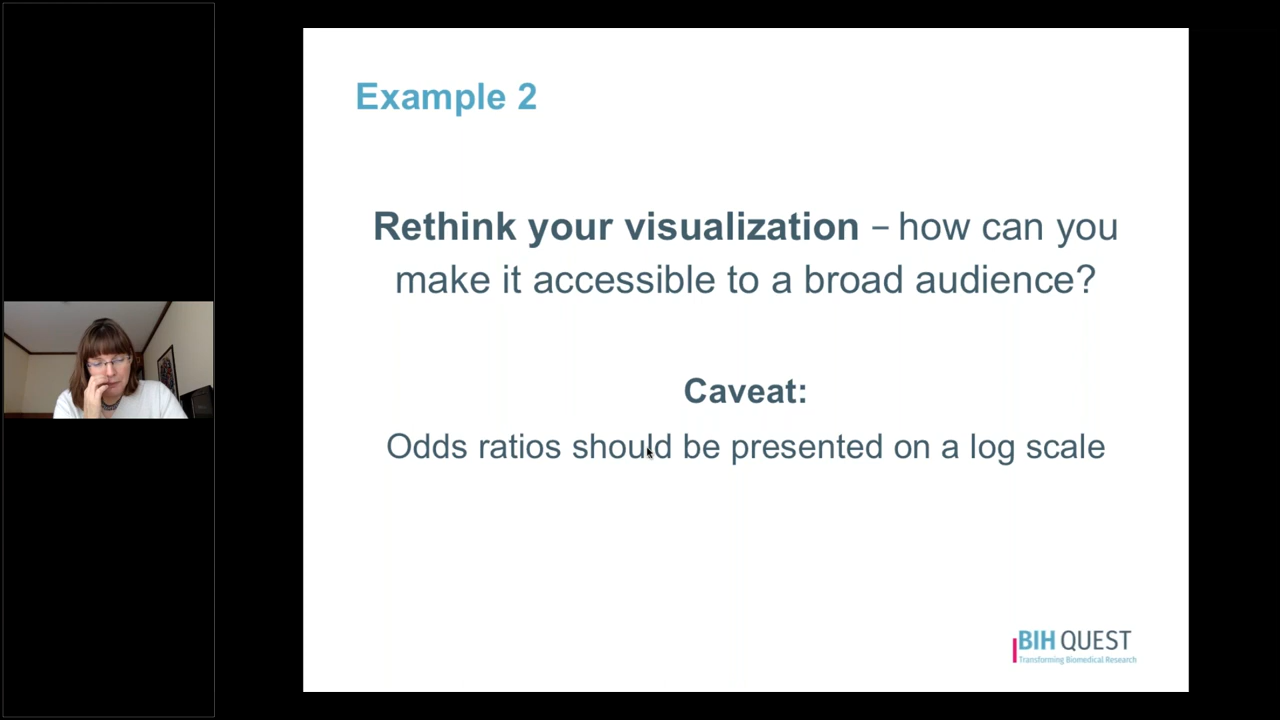 Example 2
Rethink your visualization – how can you
make it accessible to a broad audience?
Caveat:
Odds ratios should be presented on a log scale
BIH QUEST
Transforming Biomedical Research